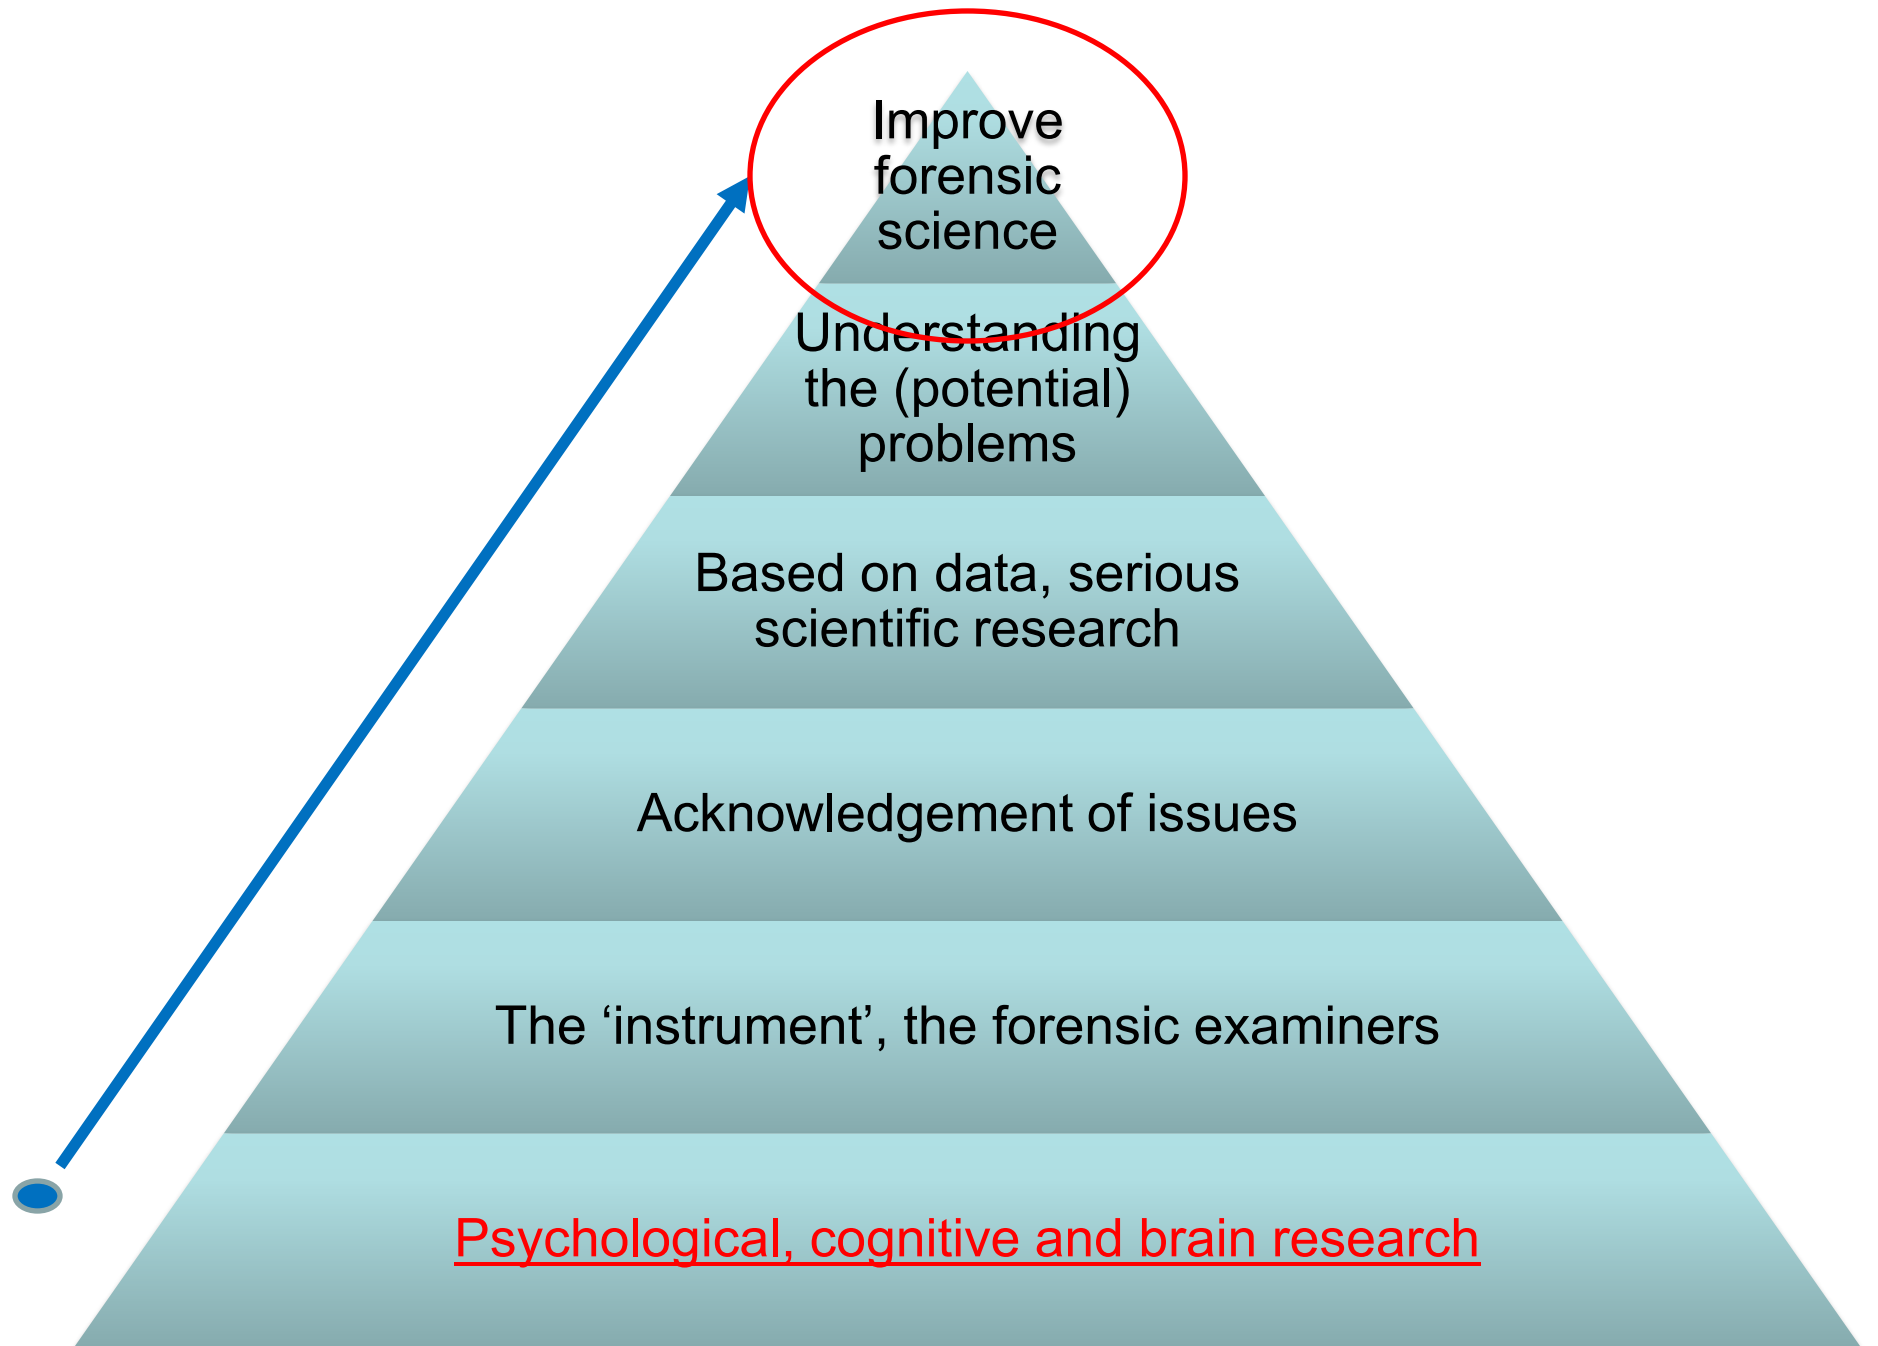 Improve
forensic
science
Understanding
the (potential)
problems
Based on data, serious
scientific research
Acknowledgement of issues
The ‘instrument’, the forensic examiners
Psychological, cognitive and brain research